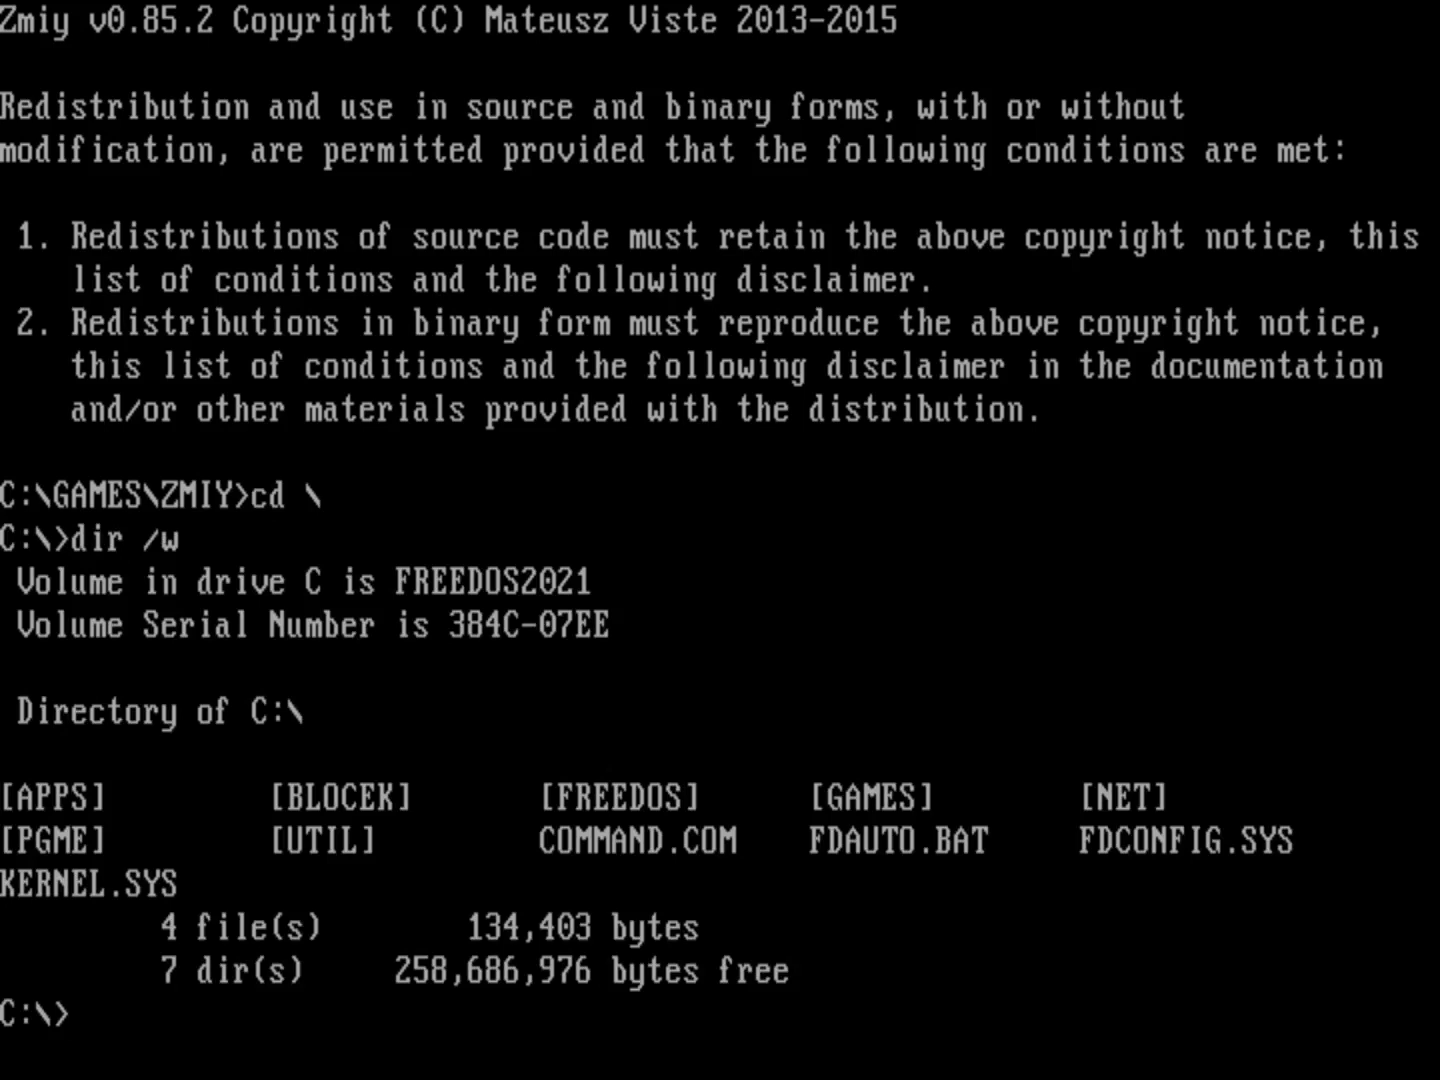 Zmiy v0.85.2 Copyright (C) Mateusz Viste 2013-2015
Redistribution and use in source and binary forms, with or without
modification, are permitted provided that the following conditions are met:
1. Redistributions of source code must retain the above copyright notice, this
list of conditions and the following disclaimer.
2. Redistributions in binary form must reproduce the above copyright notice,
this list of conditions and the following disclaimer in the documentation
and/or other materials provided with the distribution.
C:\GAMES\ZMIY>cd \
C:\>dir /w
Volume in drive C is FREEDOS2021
Volume Serial Number is 384C-07EE
Directory of C:\
[APPS] [BLOCEK] [FREEDOS] [GAMES] [NET]
[PGME] [UTIL] COMMAND.COM FDAUTO.BAT FDCONFIG.SYS
KERNEL.SYS
4 file(s) 134,403 bytes
7 dir(s) 258,686,976 bytes free
C:\>